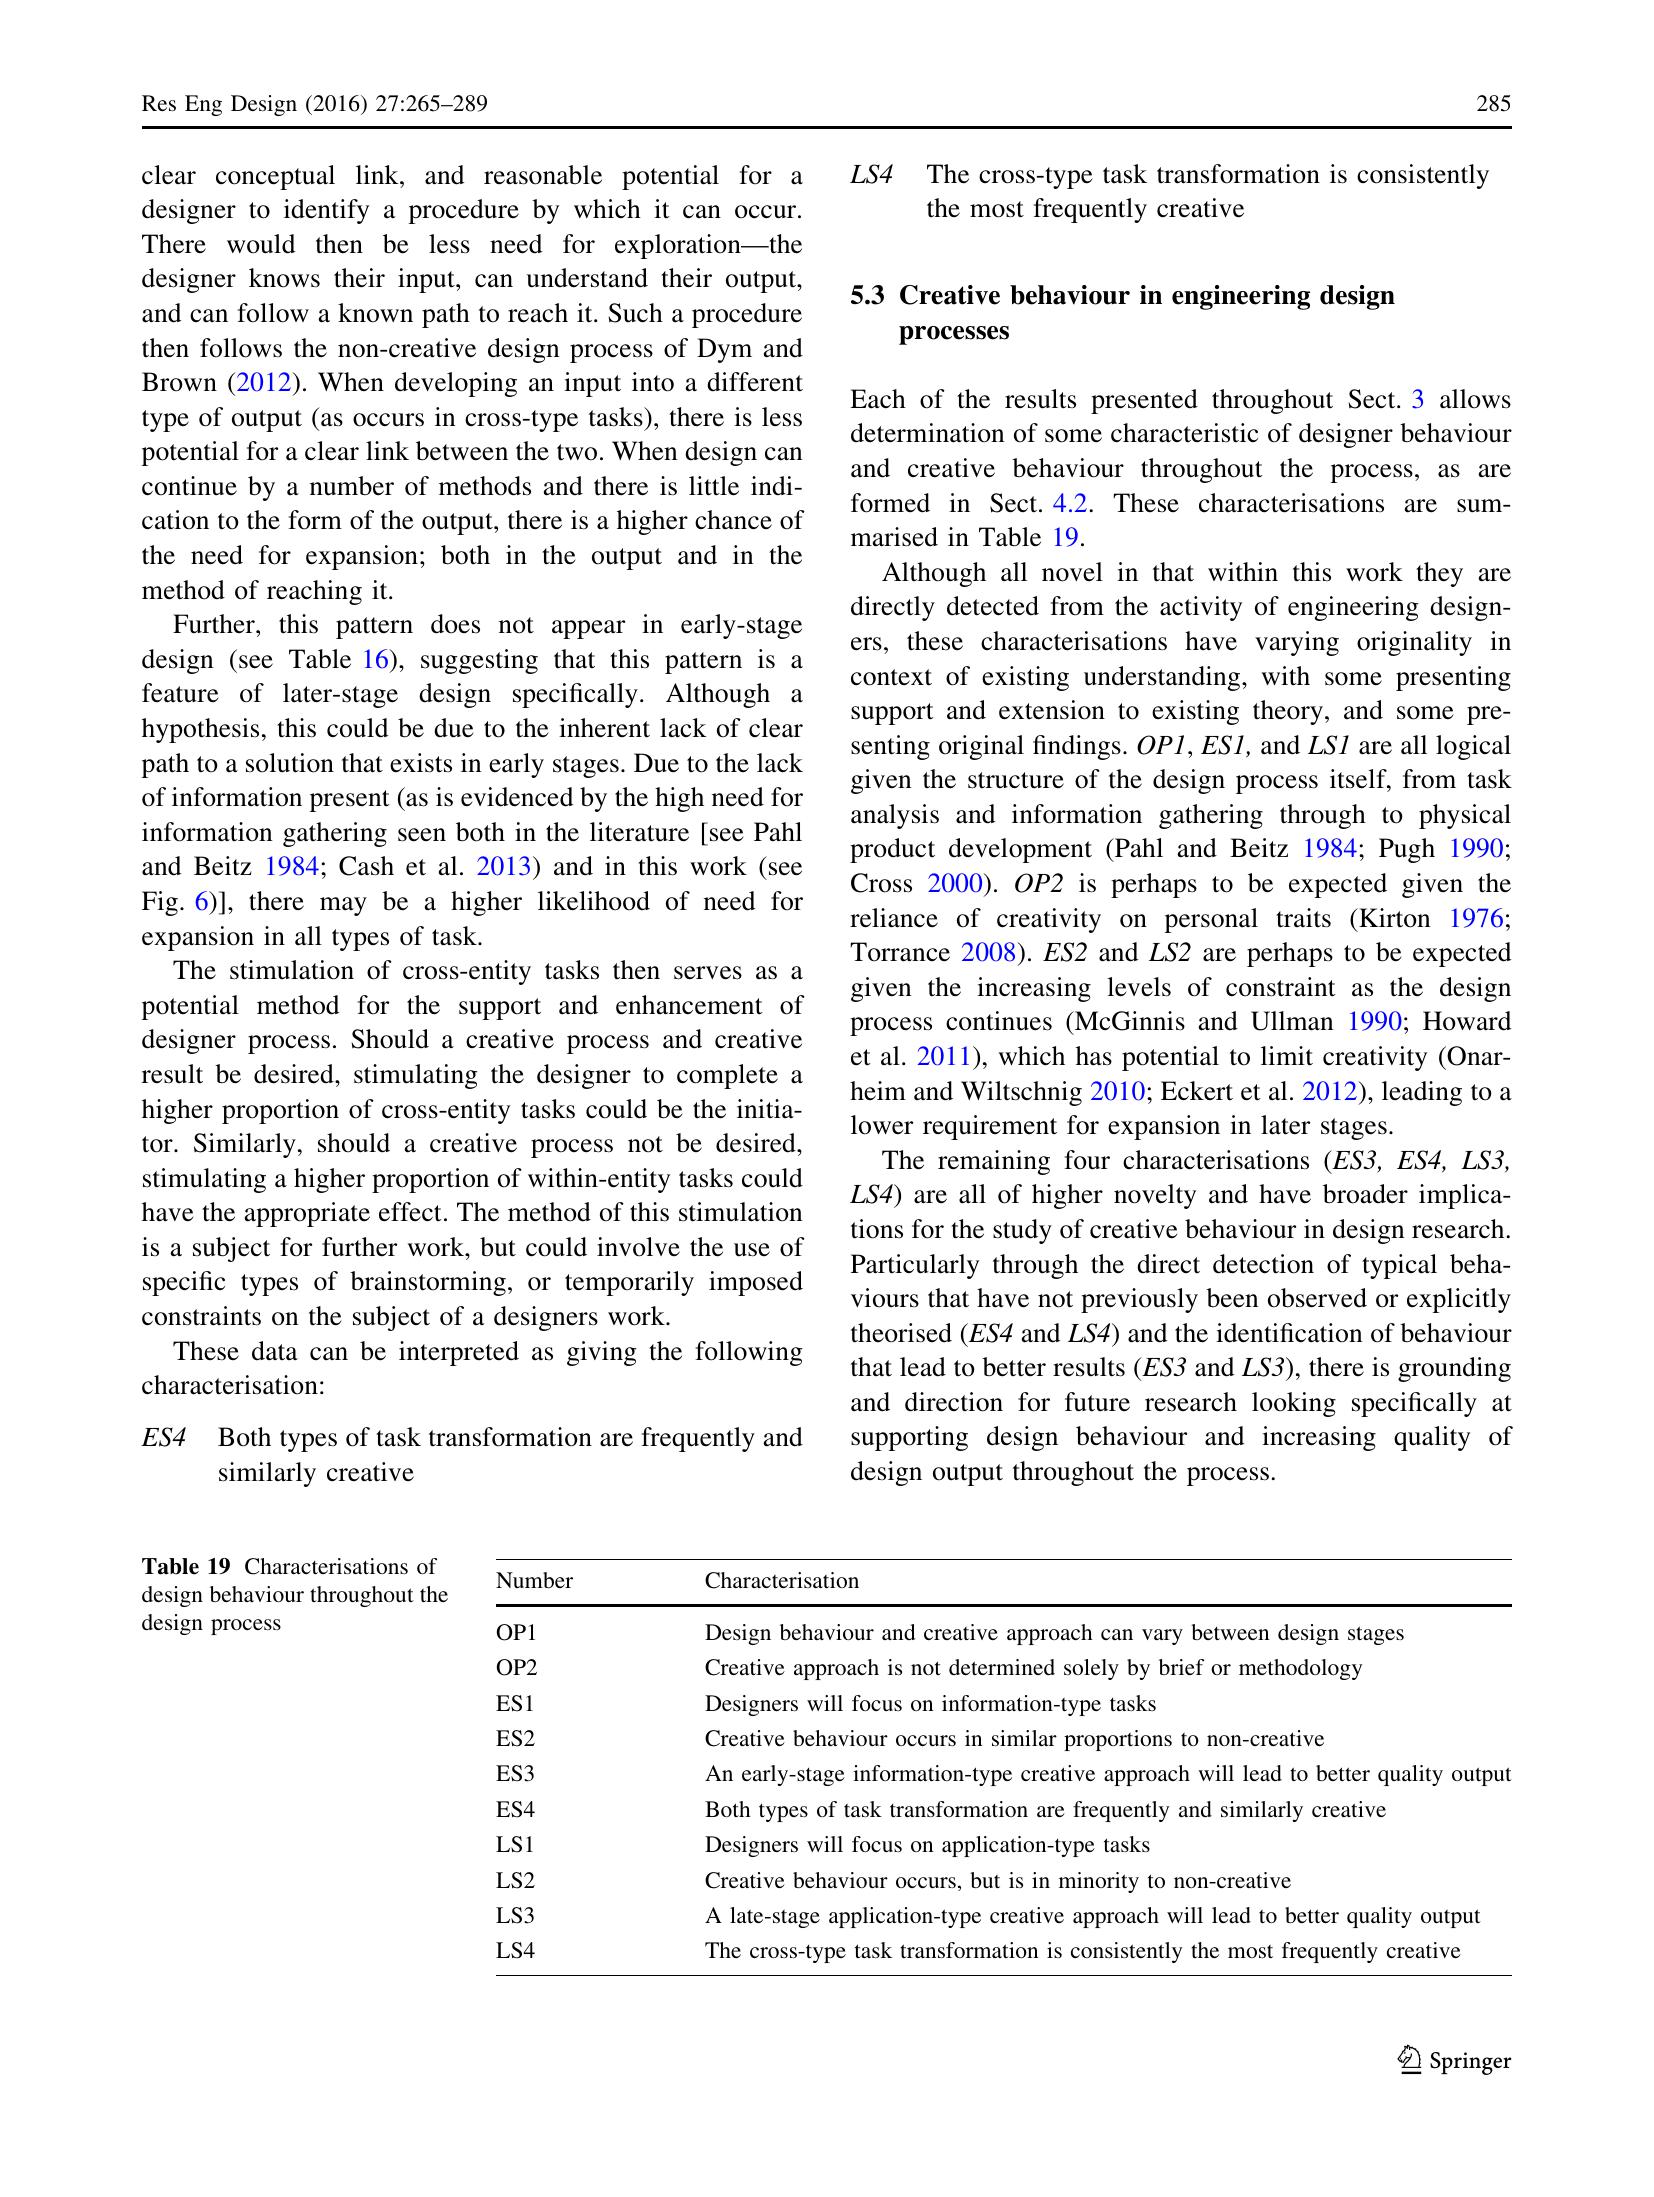 Res Eng Design (2016) 27:265–289
285
clear conceptual link, and reasonable potential for a
designer to identify a procedure by which it can occur.
There would then be less need for exploration—the
designer knows their input, can understand their output,
and can follow a known path to reach it. Such a procedure
then follows the non-creative design process of Dym and
Brown (2012). When developing an input into a different
type of output (as occurs in cross-type tasks), there is less
potential for a clear link between the two. When design can
continue by a number of methods and there is little indi-
cation to the form of the output, there is a higher chance of
the need for expansion; both in the output and in the
method of reaching it.
Further, this pattern does not appear in early-stage
design (see Table 16), suggesting that this pattern is a
feature of later-stage design specifically. Although a
hypothesis, this could be due to the inherent lack of clear
path to a solution that exists in early stages. Due to the lack
of information present (as is evidenced by the high need for
information gathering seen both in the literature [see Pahl
and Beitz 1984; Cash et al. 2013) and in this work (see
Fig. 6)], there may be a higher likelihood of need for
expansion in all types of task.
The stimulation of cross-entity tasks then serves as a
potential method for the support and enhancement of
designer process. Should a creative process and creative
result be desired, stimulating the designer to complete a
higher proportion of cross-entity tasks could be the initia-
tor. Similarly, should a creative process not be desired,
stimulating a higher proportion of within-entity tasks could
have the appropriate effect. The method of this stimulation
is a subject for further work, but could involve the use of
specific types of brainstorming, or temporarily imposed
constraints on the subject of a designers work.
These data can be interpreted as giving the following
characterisation:
ES4 Both types of task transformation are frequently and
similarly creative
LS4 The cross-type task transformation is consistently
the most frequently creative
5.3 Creative behaviour in engineering design
processes
Each of the results presented throughout Sect. 3 allows
determination of some characteristic of designer behaviour
and creative behaviour throughout the process, as are
formed in Sect. 4.2. These characterisations are sum-
marised in Table 19.
Although all novel in that within this work they are
directly detected from the activity of engineering design-
ers, these characterisations have varying originality in
context of existing understanding, with some presenting
support and extension to existing theory, and some pre-
senting original findings. OP1, ES1, and LS1 are all logical
given the structure of the design process itself, from task
analysis and information gathering through to physical
product development (Pahl and Beitz 1984; Pugh 1990;
Cross 2000). OP2 is perhaps to be expected given the
reliance of creativity on personal traits (Kirton 1976;
Torrance 2008). ES2 and LS2 are perhaps to be expected
given the increasing levels of constraint as the design
process continues (McGinnis and Ullman 1990; Howard
et al. 2011), which has potential to limit creativity (Onar-
heim and Wiltschnig 2010; Eckert et al. 2012), leading to a
lower requirement for expansion in later stages.
The remaining four characterisations (ES3, ES4, LS3,
LS4) are all of higher novelty and have broader implica-
tions for the study of creative behaviour in design research.
Particularly through the direct detection of typical beha-
viours that have not previously been observed or explicitly
theorised (ES4 and LS4) and the identification of behaviour
that lead to better results (ES3 and LS3), there is grounding
and direction for future research looking specifically at
supporting design behaviour and increasing quality of
design output throughout the process.
Table 19 Characterisations of
design behaviour throughout the
design process
Number Characterisation
OP1 Design behaviour and creative approach can vary between design stages
OP2 Creative approach is not determined solely by brief or methodology
ES1 Designers will focus on information-type tasks
ES2 Creative behaviour occurs in similar proportions to non-creative
ES3 An early-stage information-type creative approach will lead to better quality output
ES4 Both types of task transformation are frequently and similarly creative
LS1 Designers will focus on application-type tasks
LS2 Creative behaviour occurs, but is in minority to non-creative
LS3 A late-stage application-type creative approach will lead to better quality output
LS4 The cross-type task transformation is consistently the most frequently creative
Springer